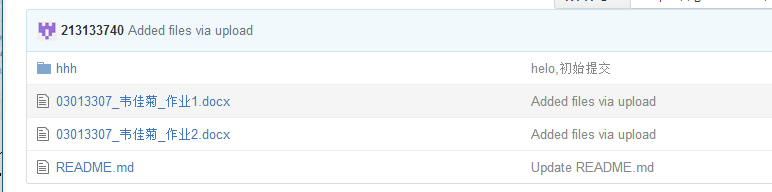 213133740 Added files via upload
hhh helo,初始提交
03013307_韦佳菊_作业1.docx Added files via upload
03013307_韦佳菊_作业2.docx Added files via upload
README.md Update README.md